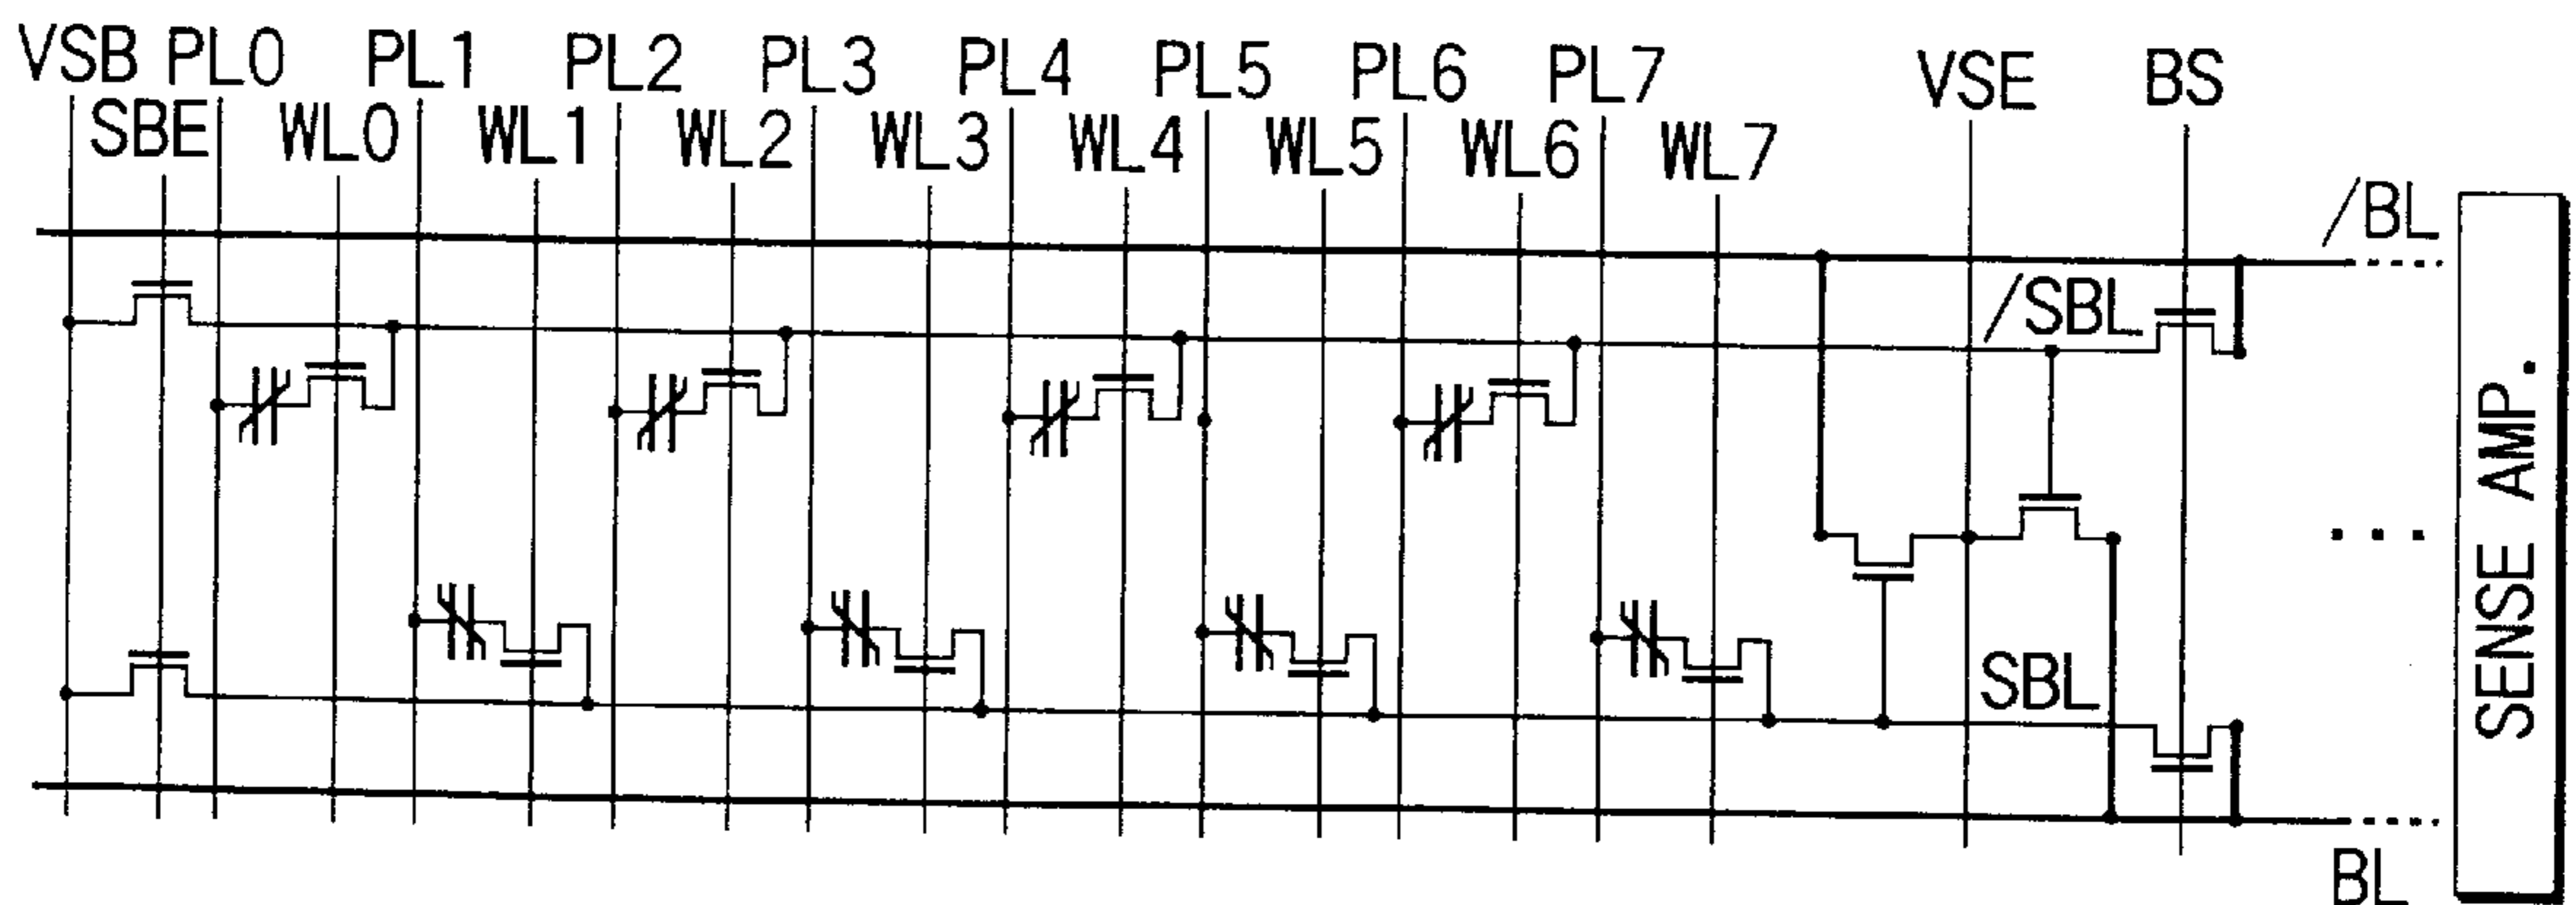 VSB PL0 PL1 PL2 PL3 PL4 PL5 PL6 PL7 VSE BS
SBE WL0 WL1 WL2 WL3 WL4 WL5 WL6 WL7
/BL
/SBL
SENSE AMP.
SBL
BL